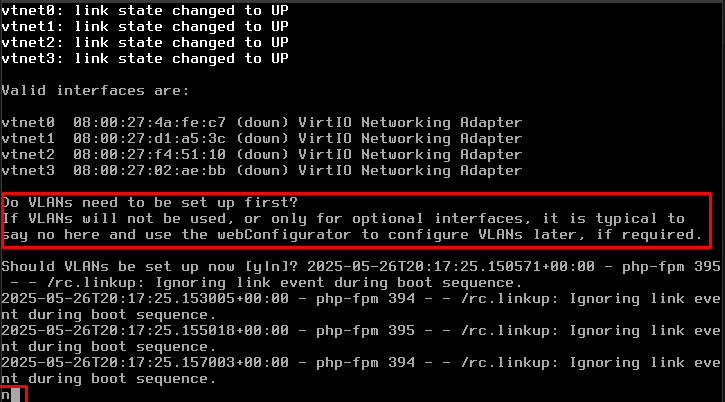 vtnet0: link state changed to UP
vtnet1: link state changed to UP
vtnet2: link state changed to UP
vtnet3: link state changed to UP
Valid interfaces are:
vtnet0  08:00:27:4a:fe:c7 (down) VirtIO Networking Adapter
vtnet1  08:00:27:d1:a5:3c (down) VirtIO Networking Adapter
vtnet2  08:00:27:f4:51:10 (down) VirtIO Networking Adapter
vtnet3  08:00:27:02:ae:bb (down) VirtIO Networking Adapter
Do VLANs need to be set up first?
If VLANs will not be used, or only for optional interfaces, it is typical to
say no here and use the webConfigurator to configure VLANs later, if required.
Should VLANs be set up now [y|n]? 2025-05-26T20:17:25.150571+00:00 - php-fpm 395
 - - /rc.linkup: Ignoring link event during boot sequence.
2025-05-26T20:17:25.153005+00:00 - php-fpm 394 - - /rc.linkup: Ignoring link eve
nt during boot sequence.
2025-05-26T20:17:25.155018+00:00 - php-fpm 395 - - /rc.linkup: Ignoring link eve
nt during boot sequence.
2025-05-26T20:17:25.157003+00:00 - php-fpm 394 - - /rc.linkup: Ignoring link eve
nt during boot sequence.
n